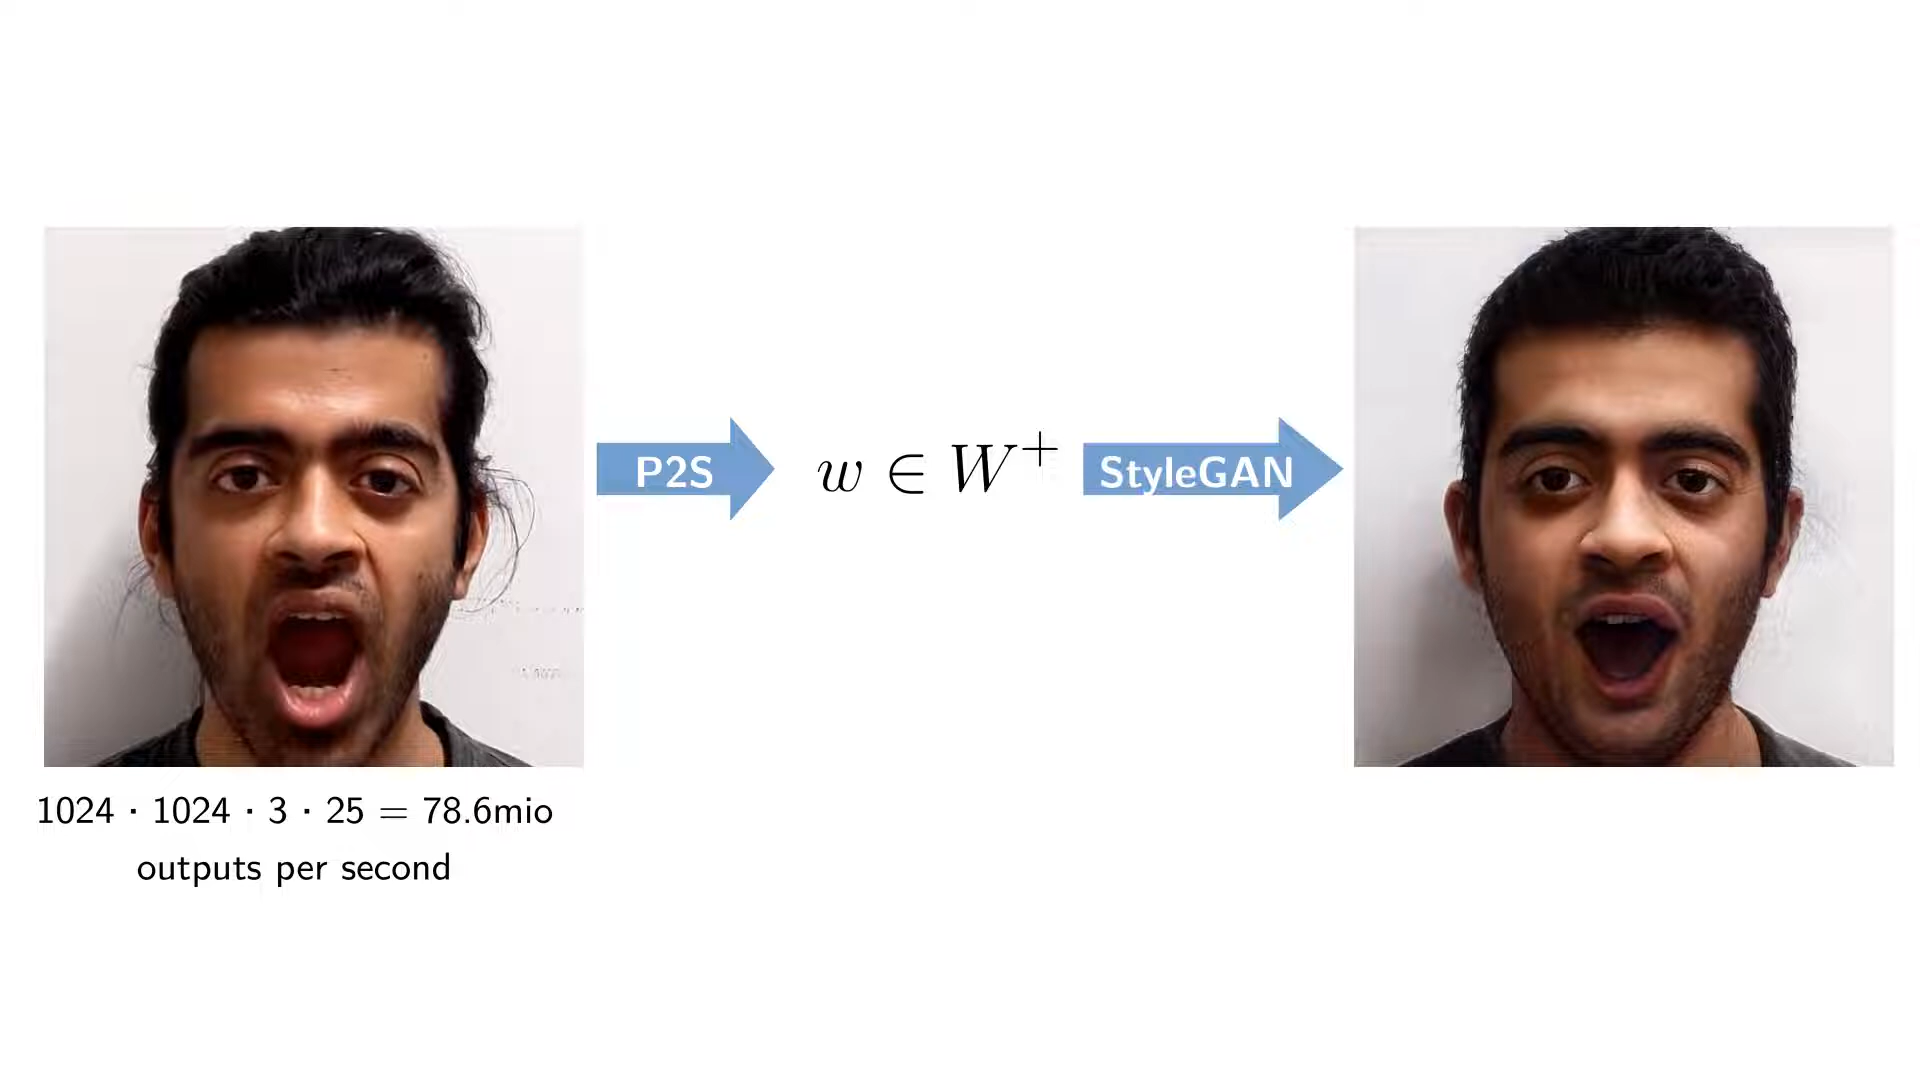 P2S
w ∈ W⁺
StyleGAN
1024 · 1024 · 3 · 25 = 78.6mio
outputs per second